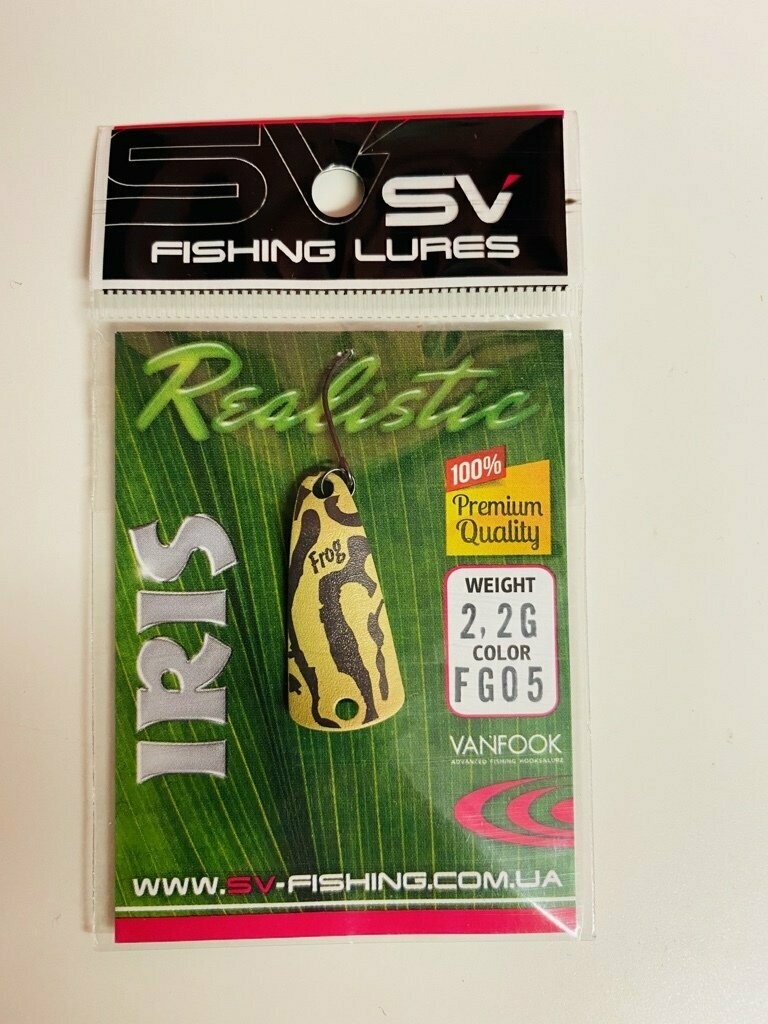 SV
SV
FISHING LURES
Realistic
100%
Premium
Quality
Frog
IRIS
WEIGHT
2,2G
COLOR
FG05
VANFOOK
ADVANCED FISHING HOOKS&LURE
WWW.SV-FISHING.COM.UA